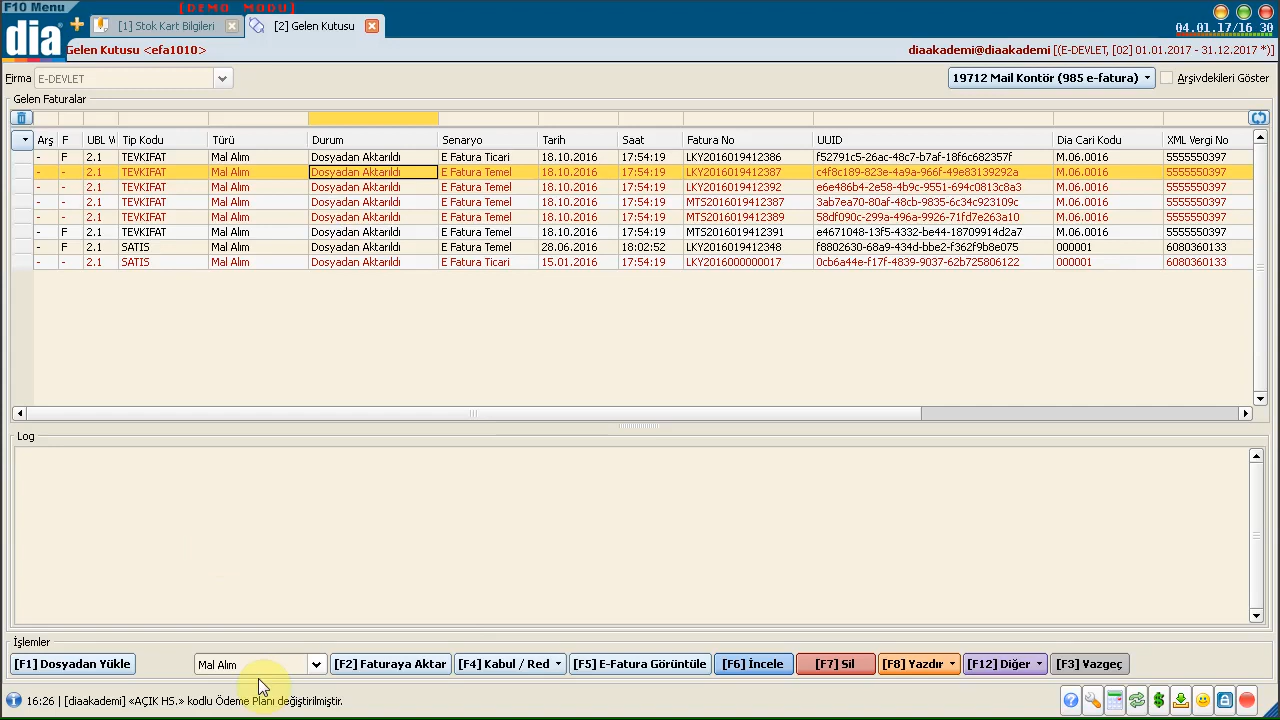 F10 Menu
[DEMO MODU]
[1] Stok Kart Bilgileri
[2] Gelen Kutusu
dia
04.01.17/16 30
Gelen Kutusu <efa1010>
diaakademi@diaakademi [(E-DEVLET, [02] 01.01.2017 - 31.12.2017 *)]
Firma E-DEVLET
19712 Mail Kontör (985 e-fatura)
Arşivdekileri Göster
Gelen Faturalar
Arş F UBL V Tip Kodu Türü Durum Senaryo Tarih Saat Fatura No UUID Dia Cari Kodu XML Vergi No
- F 2.1 TEVKIFAT Mal Alım Dosyadan Aktarıldı E Fatura Ticari 18.10.2016 17:54:19 LKY2016019412386 f52791c5-26ac-48c7-b7af-18f6c682357f M.06.0016 5555550397
- - 2.1 TEVKIFAT Mal Alım Dosyadan Aktarıldı E Fatura Temel 18.10.2016 17:54:19 LKY2016019412387 c4f8c189-823e-4a9a-966f-49e83139292a M.06.0016 5555550397
- - 2.1 TEVKIFAT Mal Alım Dosyadan Aktarıldı E Fatura Temel 18.10.2016 17:54:19 LKY2016019412392 e6e486b4-2e58-4b9c-9551-694c0813c8a3 M.06.0016 5555550397
- - 2.1 TEVKIFAT Mal Alım Dosyadan Aktarıldı E Fatura Temel 18.10.2016 17:54:19 MTS2016019412387 3ab7ea70-80af-48cb-9835-6c34c923109c M.06.0016 5555550397
- - 2.1 TEVKIFAT Mal Alım Dosyadan Aktarıldı E Fatura Temel 18.10.2016 17:54:19 MTS2016019412389 58df090c-299a-496a-9926-71fd7e263a10 M.06.0016 5555550397
- F 2.1 TEVKIFAT Mal Alım Dosyadan Aktarıldı E Fatura Temel 18.10.2016 17:54:19 MTS2016019412391 e4671048-13f5-4332-be44-18709914d2a7 M.06.0016 5555550397
- F 2.1 SATIS Mal Alım Dosyadan Aktarıldı E Fatura Temel 28.06.2016 18:02:52 LKY2016019412348 f8802630-68a9-434d-bbe2-f362f9b8e075 000001 6080360133
- - 2.1 SATIS Mal Alım Dosyadan Aktarıldı E Fatura Ticari 15.01.2016 17:54:19 LKY2016000000017 0cb6a44e-f17f-4839-9037-62b725806122 000001 6080360133
Log
İşlemler
[F1] Dosyadan Yükle
Mal Alım
[F2] Faturaya Aktar
[F4] Kabul / Red
[F5] E-Fatura Görüntüle
[F6] İncele
[F7] Sil
[F8] Yazdır
[F12] Diğer
[F3] Vazgeç
16:26 | [diaakademi] «AÇIK HS.» kodlu Ödeme Planı değiştirilmiştir.